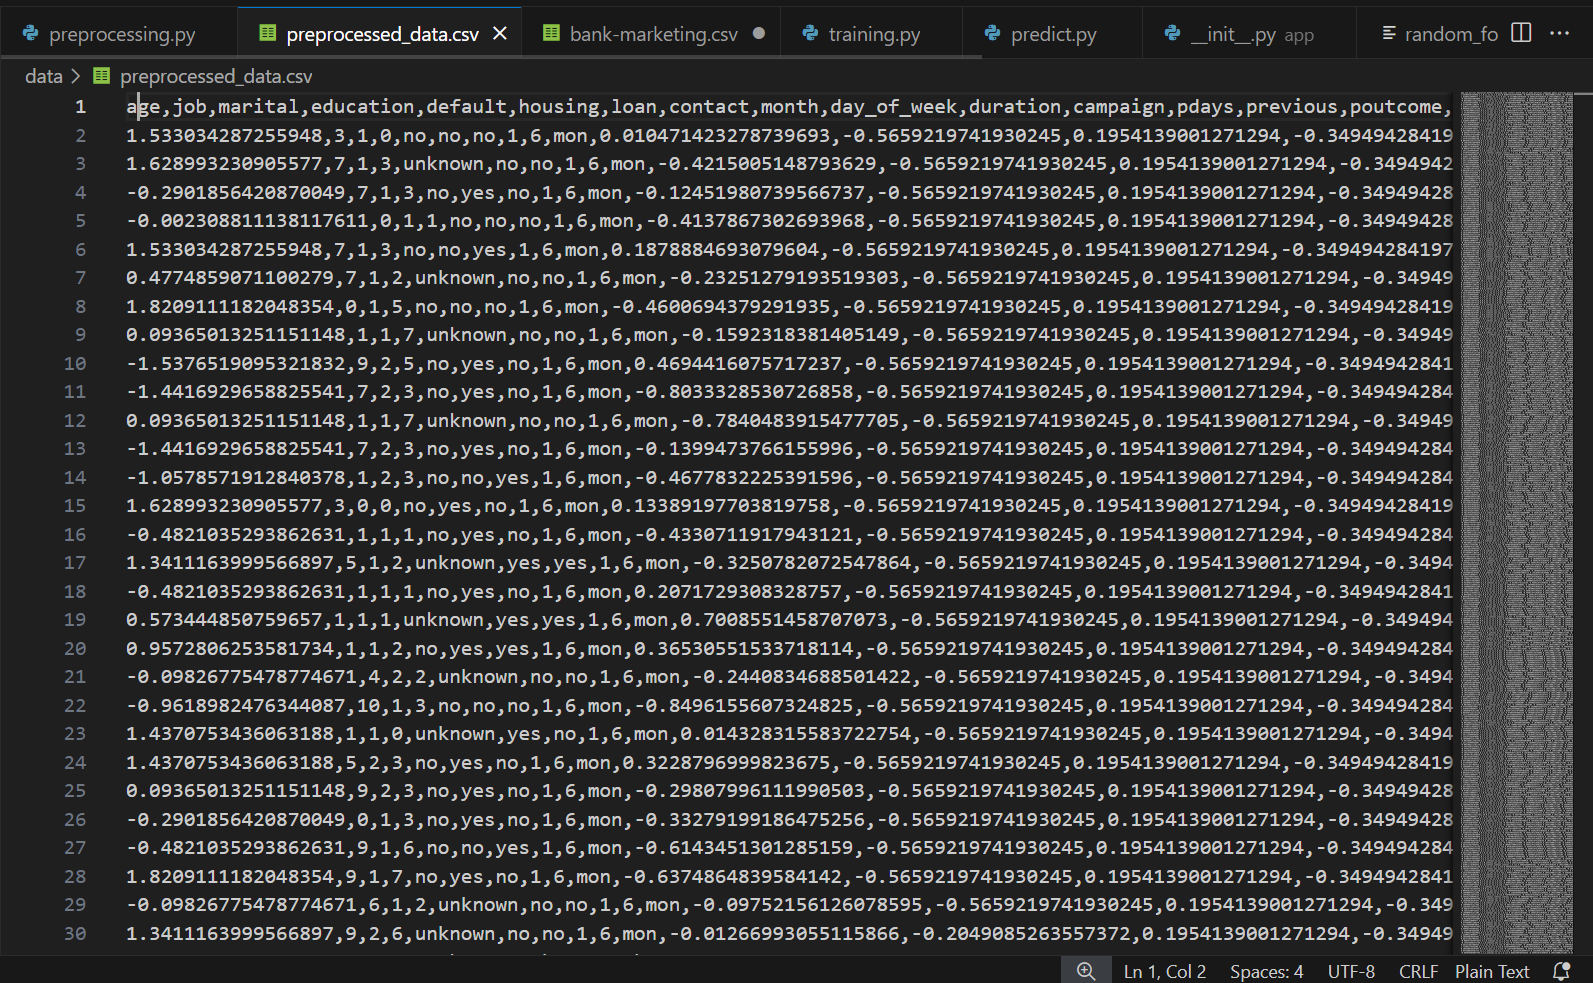 preprocessing.py preprocessed_data.csv bank-marketing.csv training.py predict.py __init__.py app random_fo
data > preprocessed_data.csv
1 age,job,marital,education,default,housing,loan,contact,month,day_of_week,duration,campaign,pdays,previous,poutcome,
2 1.533034287255948,3,1,0,no,no,no,1,6,mon,0.010471423278739693,-0.5659219741930245,0.1954139001271294,-0.34949428419
3 1.628993230905577,7,1,3,unknown,no,no,1,6,mon,-0.4215005148793629,-0.5659219741930245,0.1954139001271294,-0.3494942
4 -0.2901856420870049,7,1,3,no,yes,no,1,6,mon,-0.12451980739566737,-0.5659219741930245,0.1954139001271294,-0.34949428
5 -0.002308811138117611,0,1,1,no,no,no,1,6,mon,-0.4137867302693968,-0.5659219741930245,0.1954139001271294,-0.34949428
6 1.533034287255948,7,1,3,no,no,yes,1,6,mon,0.1878884693079604,-0.5659219741930245,0.1954139001271294,-0.349494284197
7 0.4774859071100279,7,1,2,unknown,no,no,1,6,mon,-0.23251279193519303,-0.5659219741930245,0.1954139001271294,-0.34949
8 1.8209111182048354,0,1,5,no,no,no,1,6,mon,-0.4600694379291935,-0.5659219741930245,0.1954139001271294,-0.34949428419
9 0.09365013251151148,1,1,7,unknown,no,no,1,6,mon,-0.1592318381405149,-0.5659219741930245,0.1954139001271294,-0.34949
10 -1.5376519095321832,9,2,5,no,yes,no,1,6,mon,0.4694416075717237,-0.5659219741930245,0.1954139001271294,-0.3494942841
11 -1.4416929658825541,7,2,3,no,yes,no,1,6,mon,-0.8033328530726858,-0.5659219741930245,0.1954139001271294,-0.349494284
12 0.09365013251151148,1,1,7,unknown,no,no,1,6,mon,-0.7840483915477705,-0.5659219741930245,0.1954139001271294,-0.34949
13 -1.4416929658825541,7,2,3,no,yes,no,1,6,mon,-0.1399473766155996,-0.5659219741930245,0.1954139001271294,-0.349494284
14 -1.0578571912840378,1,2,3,no,no,yes,1,6,mon,-0.4677832225391596,-0.5659219741930245,0.1954139001271294,-0.349494284
15 1.628993230905577,3,0,0,no,yes,no,1,6,mon,0.13389197703819758,-0.5659219741930245,0.1954139001271294,-0.34949428419
16 -0.4821035293862631,1,1,1,no,yes,no,1,6,mon,-0.4330711917943121,-0.5659219741930245,0.1954139001271294,-0.349494284
17 1.3411163999566897,5,1,2,unknown,yes,yes,1,6,mon,-0.3250782072547864,-0.5659219741930245,0.1954139001271294,-0.3494
18 -0.4821035293862631,1,1,1,no,yes,no,1,6,mon,0.2071729308328757,-0.5659219741930245,0.1954139001271294,-0.3494942841
19 0.573444850759657,1,1,1,unknown,yes,yes,1,6,mon,0.7008551458707073,-0.5659219741930245,0.1954139001271294,-0.349494
20 0.9572806253581734,1,1,2,no,yes,yes,1,6,mon,0.36530551533718114,-0.5659219741930245,0.1954139001271294,-0.349494284
21 -0.09826775478774671,4,2,2,unknown,no,no,1,6,mon,-0.2440834688501422,-0.5659219741930245,0.1954139001271294,-0.3494
22 -0.9618982476344087,10,1,3,no,no,no,1,6,mon,-0.8496155607324825,-0.5659219741930245,0.1954139001271294,-0.349494284
23 1.4370753436063188,1,1,0,unknown,yes,no,1,6,mon,0.014328315583722754,-0.5659219741930245,0.1954139001271294,-0.3494
24 1.4370753436063188,5,2,3,no,yes,no,1,6,mon,0.3228796999823675,-0.5659219741930245,0.1954139001271294,-0.34949428419
25 0.09365013251151148,9,2,3,no,yes,no,1,6,mon,-0.29807996111990503,-0.5659219741930245,0.1954139001271294,-0.34949428
26 -0.2901856420870049,0,1,3,no,yes,no,1,6,mon,-0.33279199186475256,-0.5659219741930245,0.1954139001271294,-0.34949428
27 -0.4821035293862631,9,1,6,no,no,yes,1,6,mon,-0.6143451301285159,-0.5659219741930245,0.1954139001271294,-0.349494284
28 1.8209111182048354,9,1,7,no,yes,no,1,6,mon,-0.6374864839584142,-0.5659219741930245,0.1954139001271294,-0.3494942841
29 -0.09826775478774671,6,1,2,unknown,no,no,1,6,mon,-0.09752156126078595,-0.5659219741930245,0.1954139001271294,-0.349
30 1.3411163999566897,9,2,6,unknown,no,no,1,6,mon,-0.01266993055115866,-0.2049085263557372,0.1954139001271294,-0.34949
Ln 1, Col 2 Spaces: 4 UTF-8 CRLF Plain Text